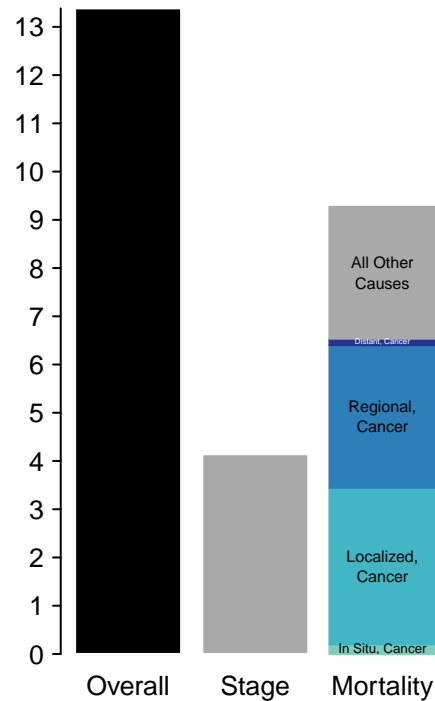 13
12
11
10
9
8
7
6
5
4
3
2
1
0
All Other
Causes
Distant, Cancer
Regional,
Cancer
Localized,
Cancer
In Situ, Cancer
Overall
Stage
Mortality